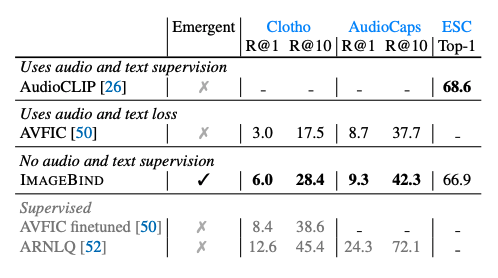 Emergent Clotho AudioCaps ESC
R@1 R@10 R@1 R@10 Top-1
Uses audio and text supervision
AudioCLIP [26] ✗ - - - - 68.6
Uses audio and text loss
AVFIC [50] ✗ 3.0 17.5 8.7 37.7 -
No audio and text supervision
IMAGEBIND ✓ 6.0 28.4 9.3 42.3 66.9
Supervised
AVFIC finetuned [50] ✗ 8.4 38.6 - - -
ARNLQ [52] ✗ 12.6 45.4 24.3 72.1 -